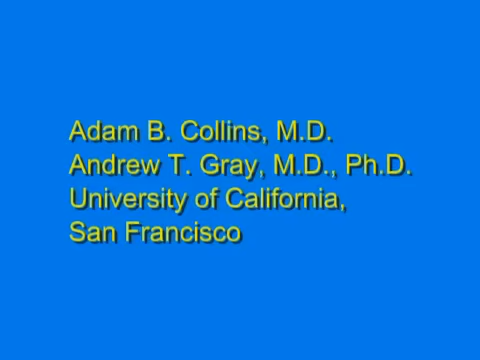 Adam B. Collins, M.D.
Andrew T. Gray, M.D., Ph.D.
University of California,
San Francisco